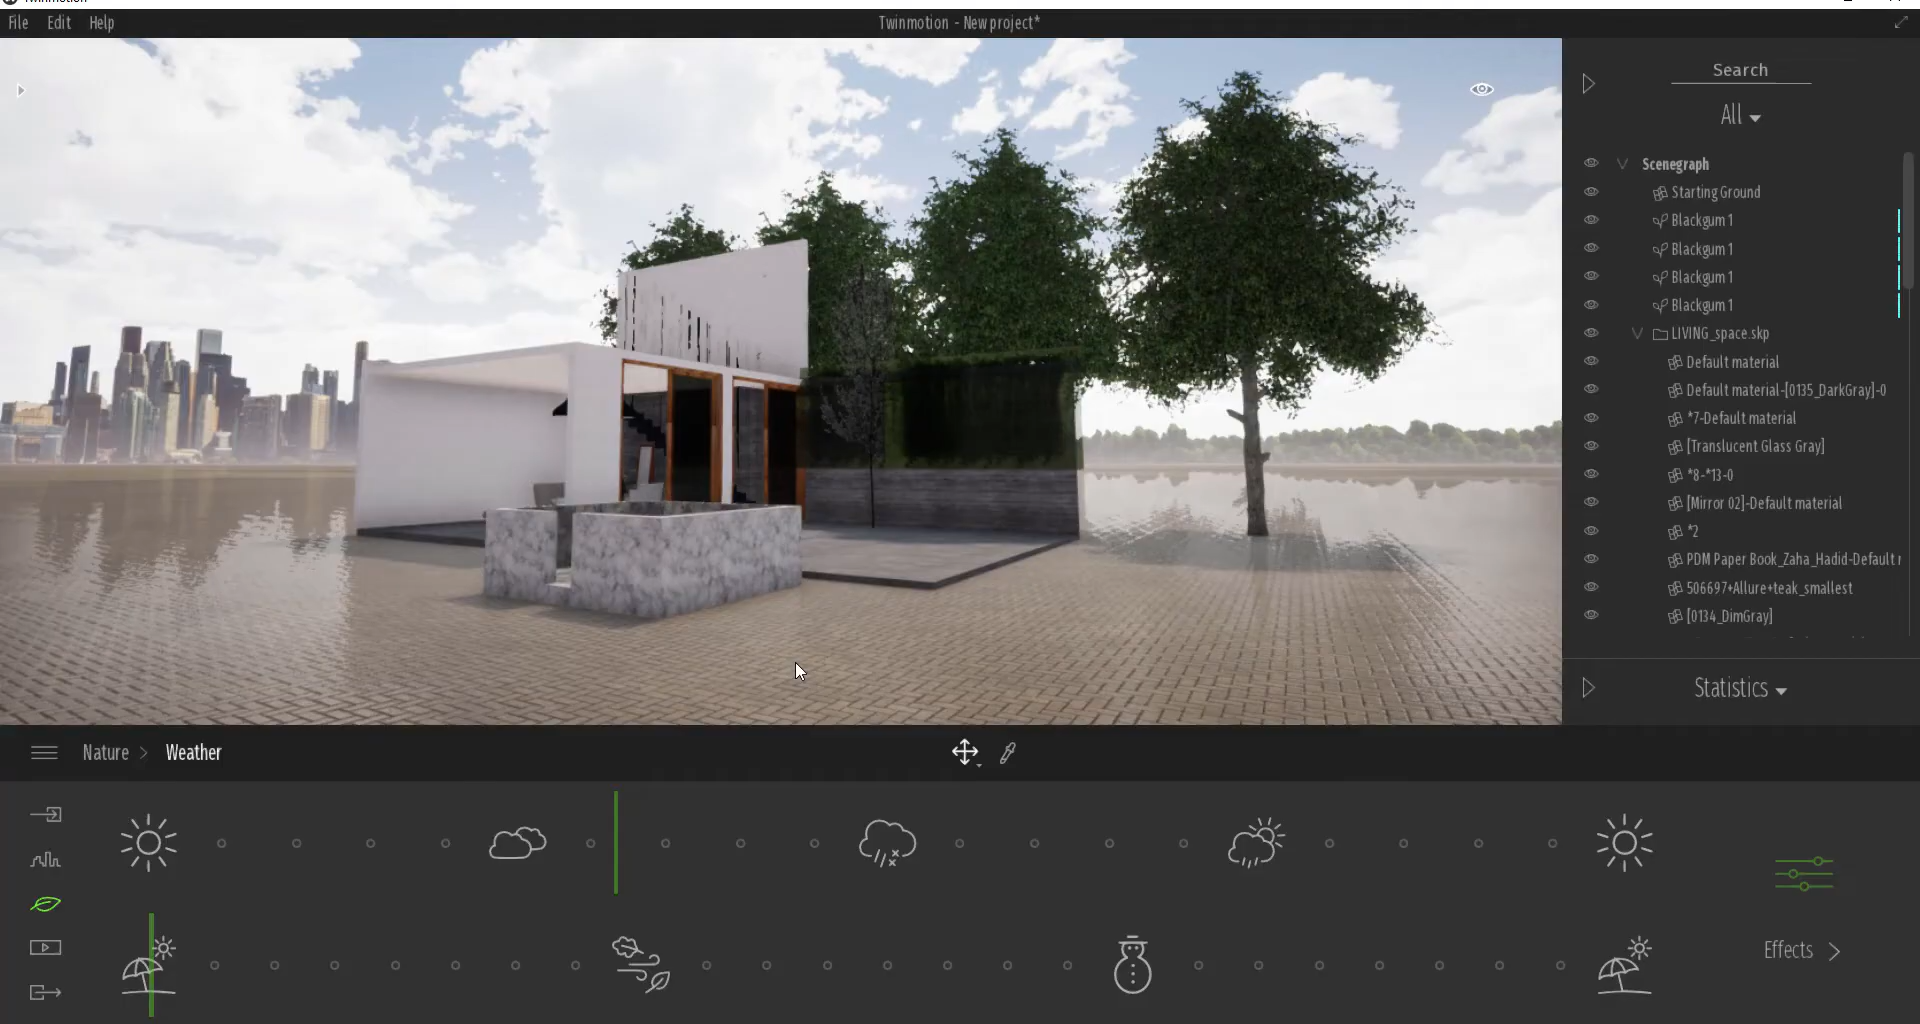 Twinmotion
File Edit Help
Twinmotion - New project*
Search
All
Scenegraph
Starting Ground
Blackgum 1
Blackgum 1
Blackgum 1
Blackgum 1
LIVING_space.skp
Default material
Default material-[0135_DarkGray]-0
*7-Default material
[Translucent Glass Gray]
*8-*13-0
[Mirror 02]-Default material
*2
PDM Paper Book_Zaha_Hadid-Default
506697+Allure+teak_smallest
[0134_DimGray]
Statistics
Nature > Weather
Effects